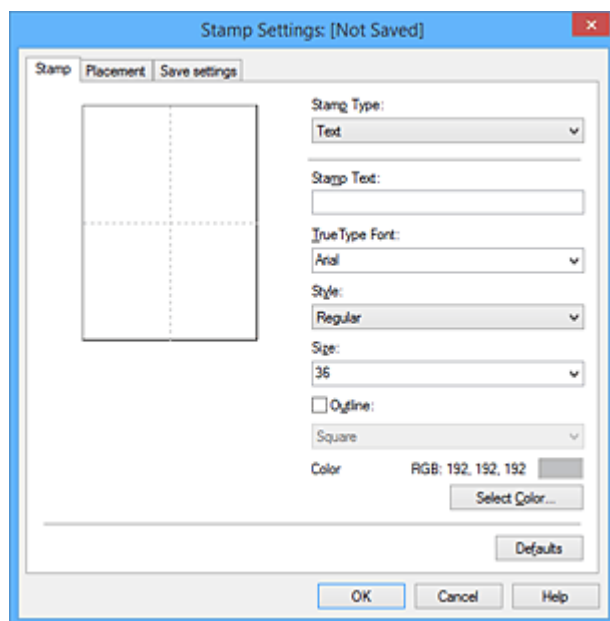 Stamp Settings: [Not Saved]
Stamp Placement Save settings
Stamp Type:
Text
Stamp Text:
TrueType Font:
Arial
Style:
Regular
Size:
36
Outline:
Square
Color RGB: 192, 192, 192
Select Color...
Defaults
OK Cancel Help